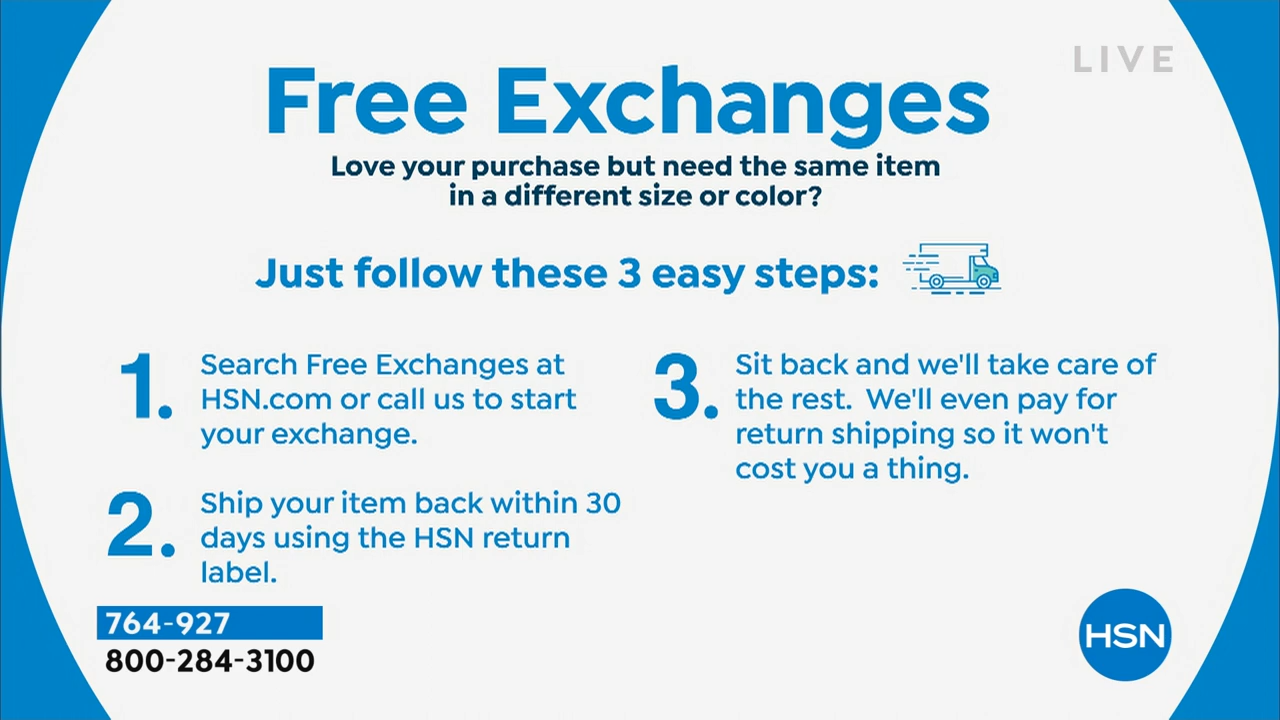 LIVE
Free Exchanges
Love your purchase but need the same item
in a different size or color?
Just follow these 3 easy steps:
1. Search Free Exchanges at
HSN.com or call us to start
your exchange.
2. Ship your item back within 30
days using the HSN return
label.
3. Sit back and we'll take care of
the rest.  We'll even pay for
return shipping so it won't
cost you a thing.
764-927
800-284-3100
HSN